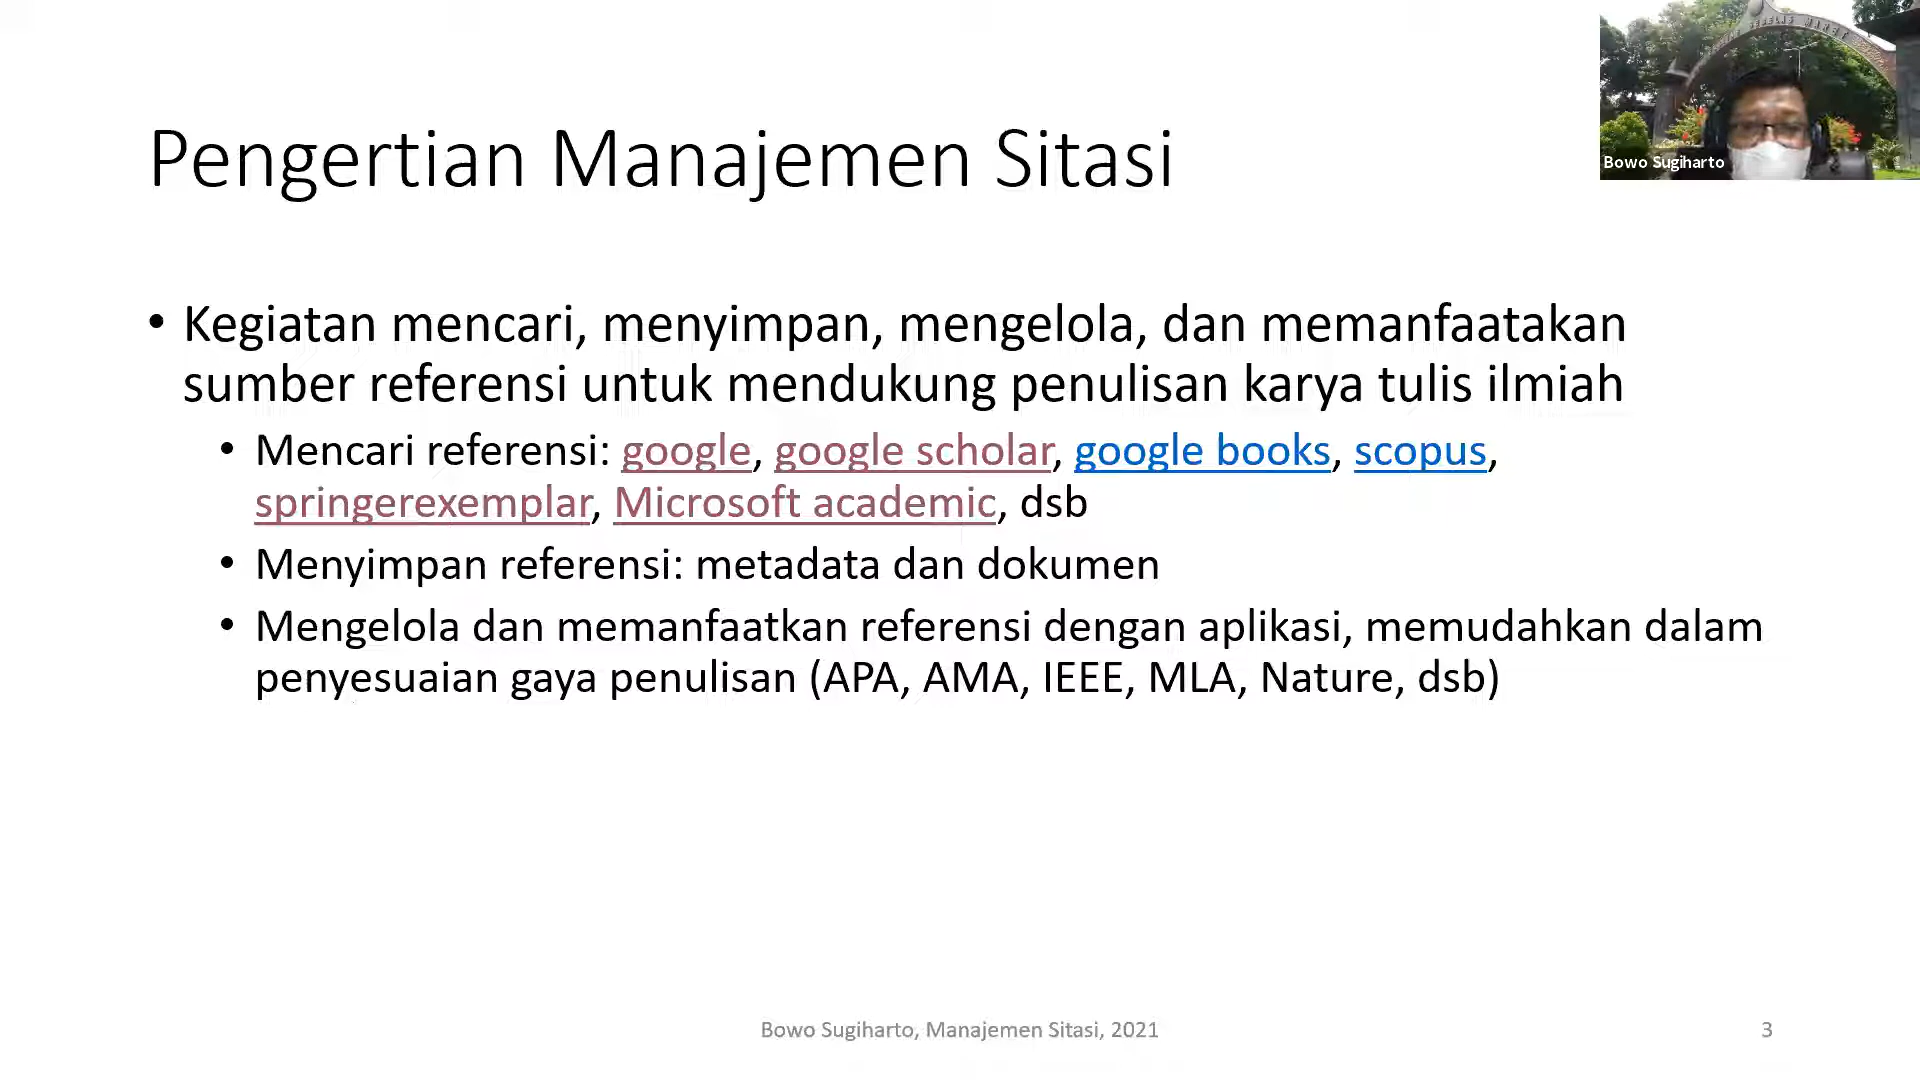 Bowo Sugiharto
Pengertian Manajemen Sitasi
• Kegiatan mencari, menyimpan, mengelola, dan memanfaatakan
sumber referensi untuk mendukung penulisan karya tulis ilmiah
• Mencari referensi: google, google scholar, google books, scopus,
springerexemplar, Microsoft academic, dsb
• Menyimpan referensi: metadata dan dokumen
• Mengelola dan memanfaatkan referensi dengan aplikasi, memudahkan dalam
penyesuaian gaya penulisan (APA, AMA, IEEE, MLA, Nature, dsb)
Bowo Sugiharto, Manajemen Sitasi, 2021
3